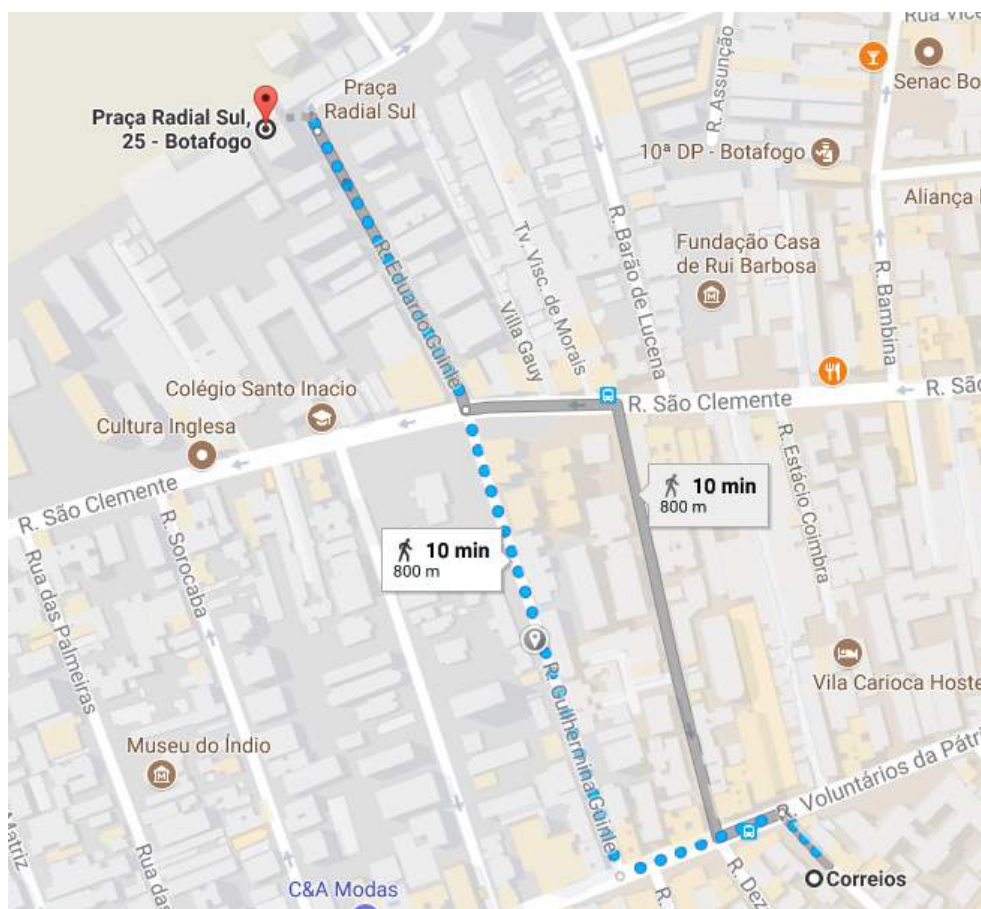 Rua Vice
Senac Bo
R. Assunção
Praça
Radial Sul
Praça Radial Sul,
25 - Botafogo
10ª DP - Botafogo
Aliança
R. Barão de Lucena
Tv. Visc. de Morais
Fundação Casa
de Rui Barbosa
R. Bambina
R. Eduardo Guinle
Villa Gauy
Colégio Santo Inacio
R. São Clemente
R. São
Cultura Inglesa
R. Estácio Coimbra
10 min
800 m
R. São Clemente
10 min
800 m
R. Sorocaba
Rua das Palmeiras
R. Guilhermina Guinle
Vila Carioca Hoste
Museu do Índio
R. Voluntários da Pátri
Matriz
Rua das
C&A Modas
R.
R. Dez
Correios